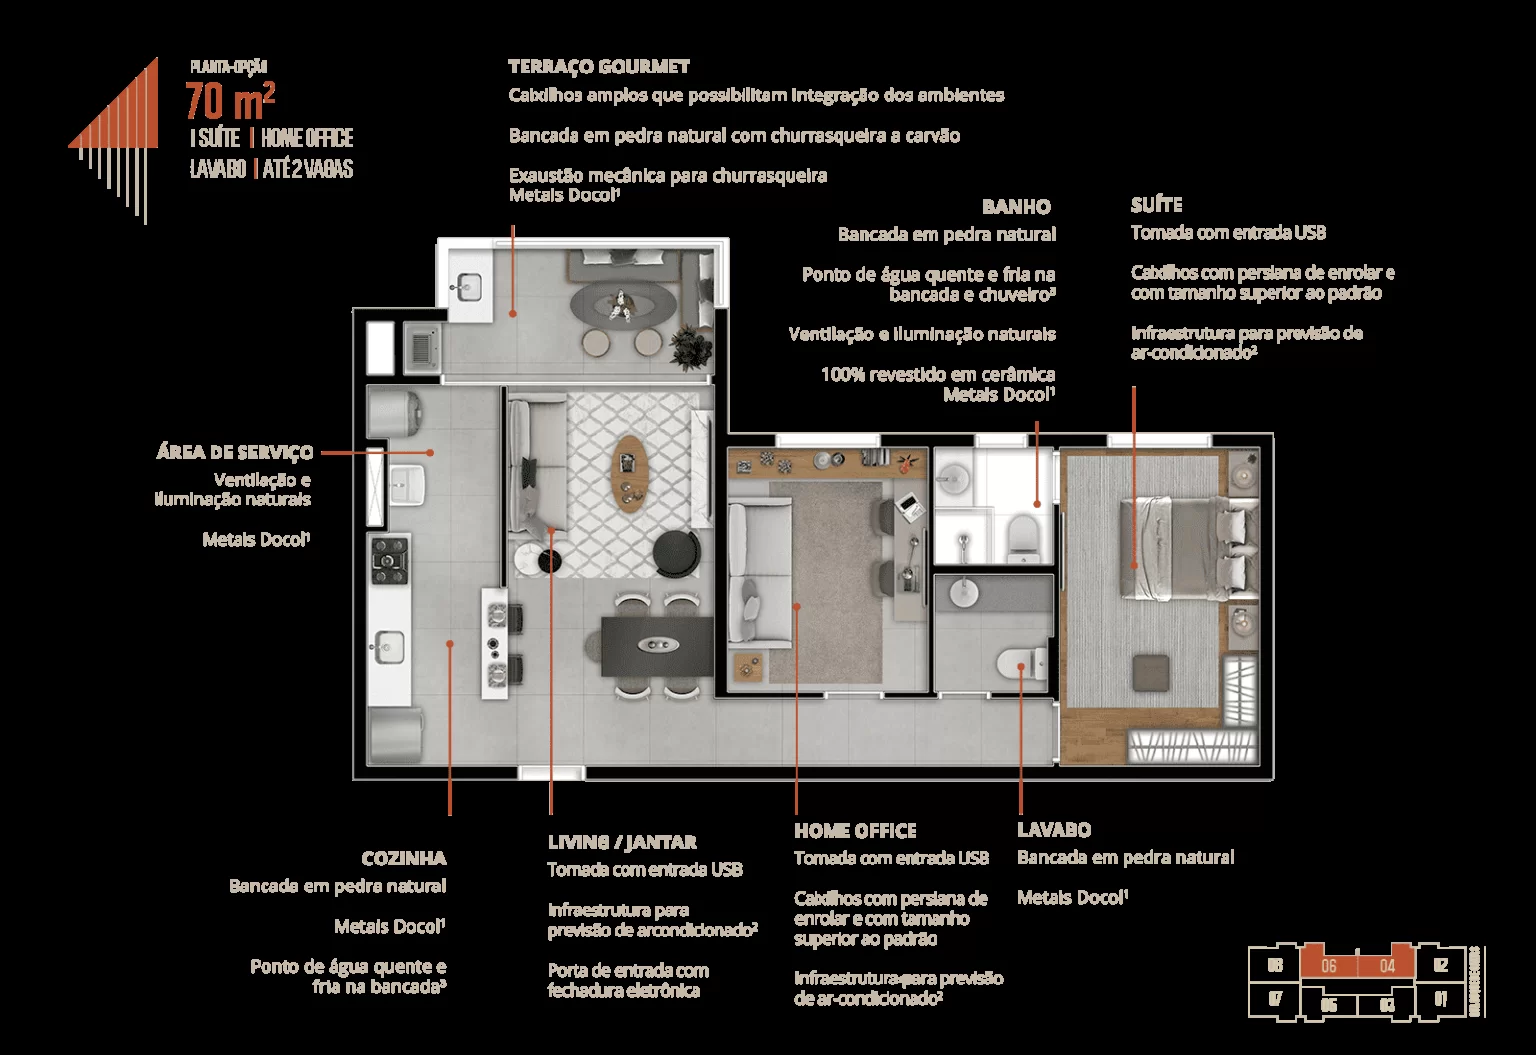 PLANTA-OPÇÃO
70 m²
1 SUÍTE | HOME OFFICE
LAVABO | ATÉ 2 VAGAS
TERRAÇO GOURMET
Caixilhos amplos que possibilitam integração dos ambientes
Bancada em pedra natural com churrasqueira a carvão
Exaustão mecânica para churrasqueira
Metais Docol¹
BANHO
Bancada em pedra natural
Ponto de água quente e fria na
bancada e chuveiro³
Ventilação e iluminação naturais
100% revestido em cerâmica
Metais Docol¹
SUÍTE
Tomada com entrada USB
Caixilhos com persiana de enrolar e
com tamanho superior ao padrão
Infraestrutura para previsão de
ar-condicionado²
ÁREA DE SERVIÇO
Ventilação e
iluminação naturais
Metais Docol¹
COZINHA
Bancada em pedra natural
Metais Docol¹
Ponto de água quente e
fria na bancada³
LIVING / JANTAR
Tomada com entrada USB
Infraestrutura para
previsão de arcondicionado²
Porta de entrada com
fechadura eletrônica
HOME OFFICE
Tomada com entrada USB
Caixilhos com persiana de
enrolar e com tamanho
superior ao padrão
Infraestrutura para previsão
de ar-condicionado²
LAVABO
Bancada em pedra natural
Metais Docol¹
08 06 04 02
07 05 03 01